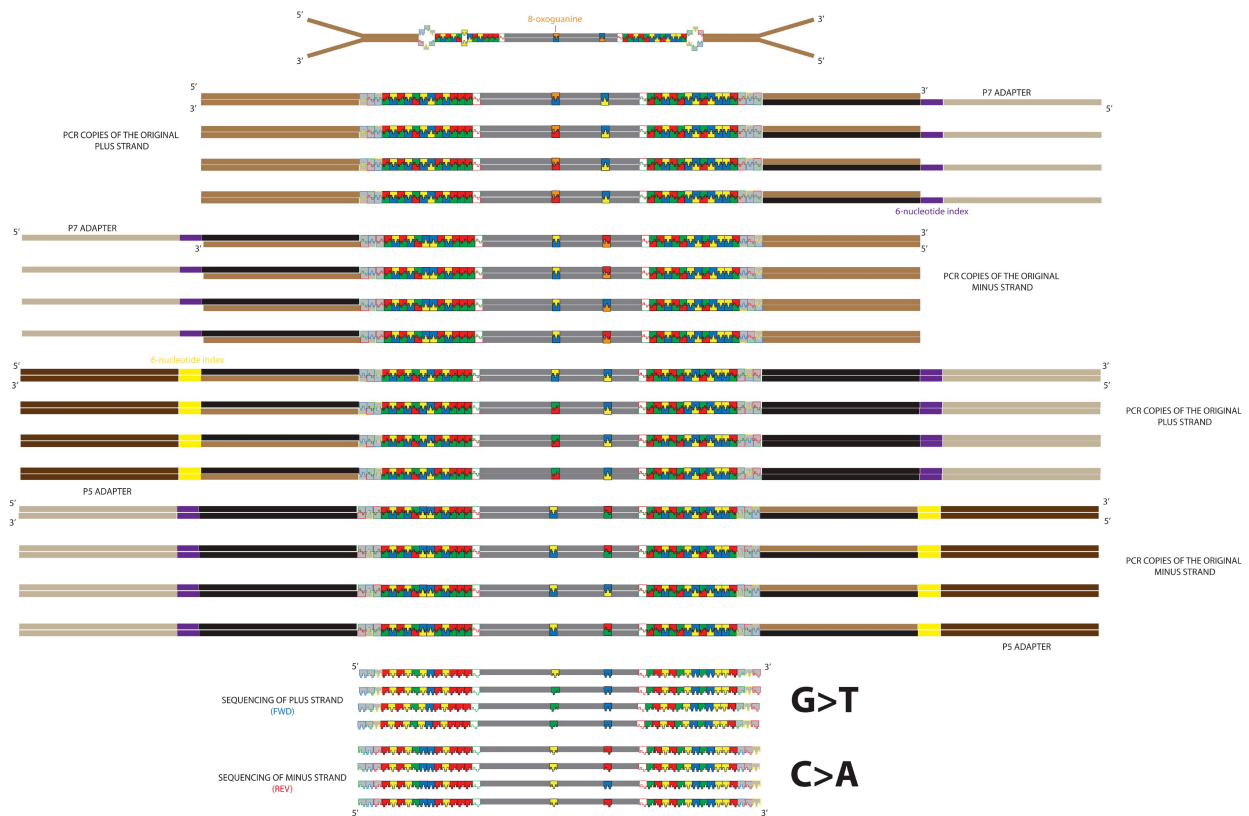 5′
8-oxoguanine
3′
3′
5′
5′
3′
3′
P7 ADAPTER
5′
PCR COPIES OF THE ORIGINAL
PLUS STRAND
6-nucleotide index
5′
P7 ADAPTER
3′
3′
5′
PCR COPIES OF THE ORIGINAL
MINUS STRAND
6-nucleotide index
5′
3′
3′
5′
PCR COPIES OF THE ORIGINAL
PLUS STRAND
P5 ADAPTER
5′
3′
3′
5′
PCR COPIES OF THE ORIGINAL
MINUS STRAND
P5 ADAPTER
5′
3′
SEQUENCING OF PLUS STRAND
(FWD)
G>T
SEQUENCING OF MINUS STRAND
(REV)
C>A
5′
3′